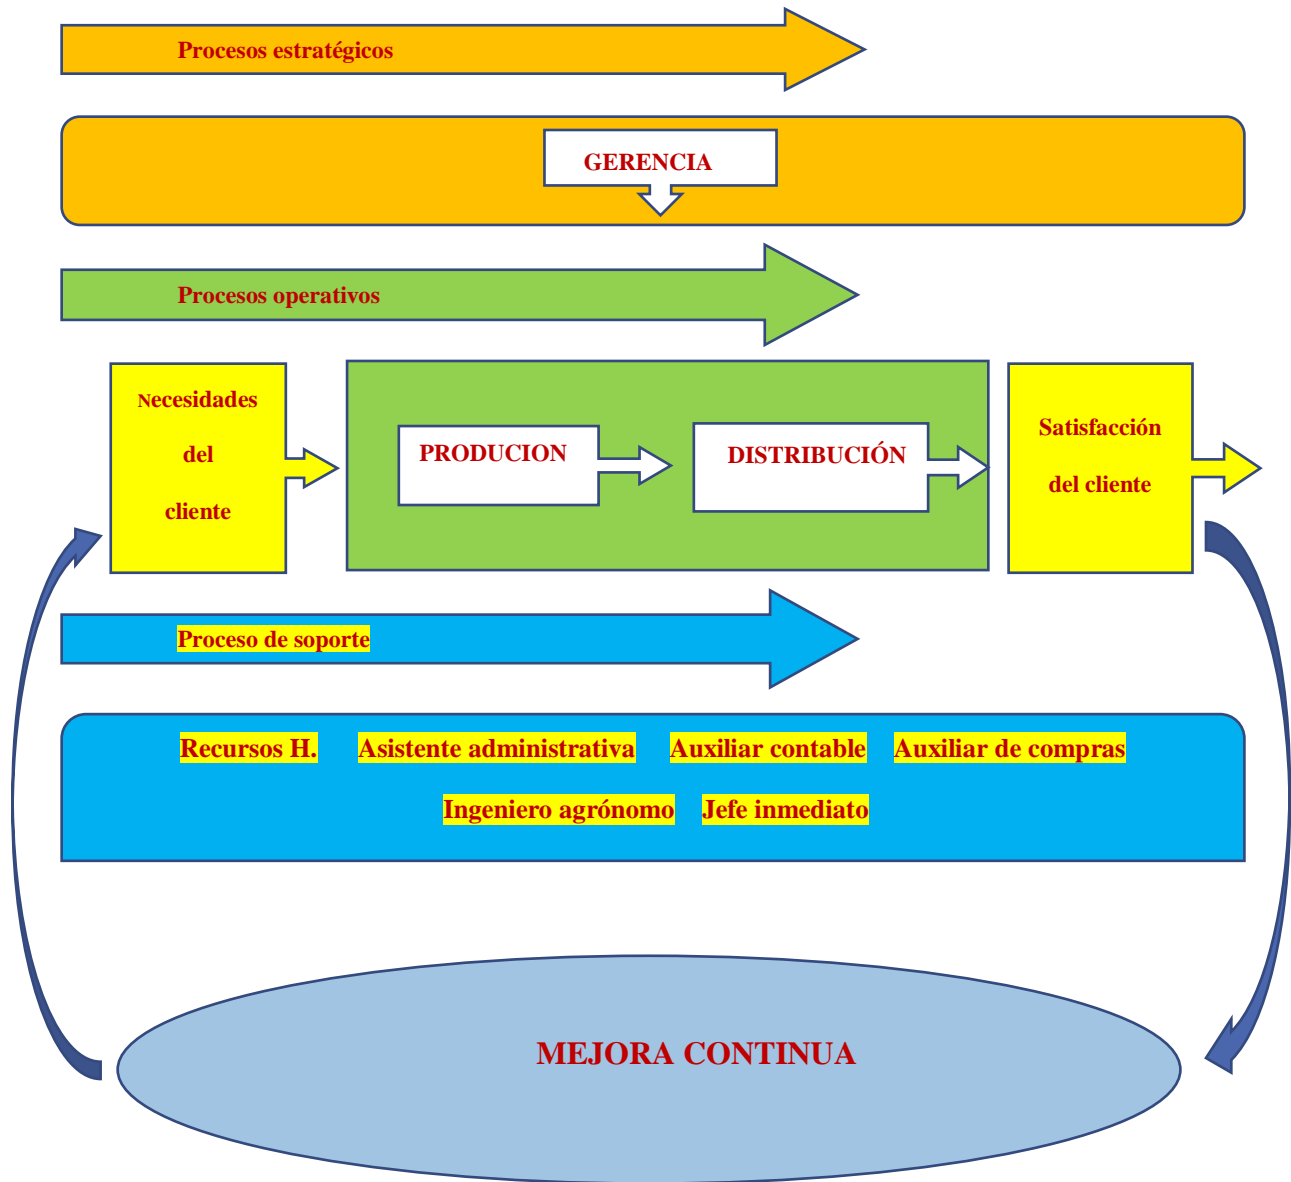 Procesos estratégicos
GERENCIA
Procesos operativos
Necesidades
del
cliente
PRODUCION
DISTRIBUCIÓN
Satisfacción
del cliente
Proceso de soporte
Recursos H. Asistente administrativa Auxiliar contable Auxiliar de compras
Ingeniero agrónomo Jefe inmediato
MEJORA CONTINUA